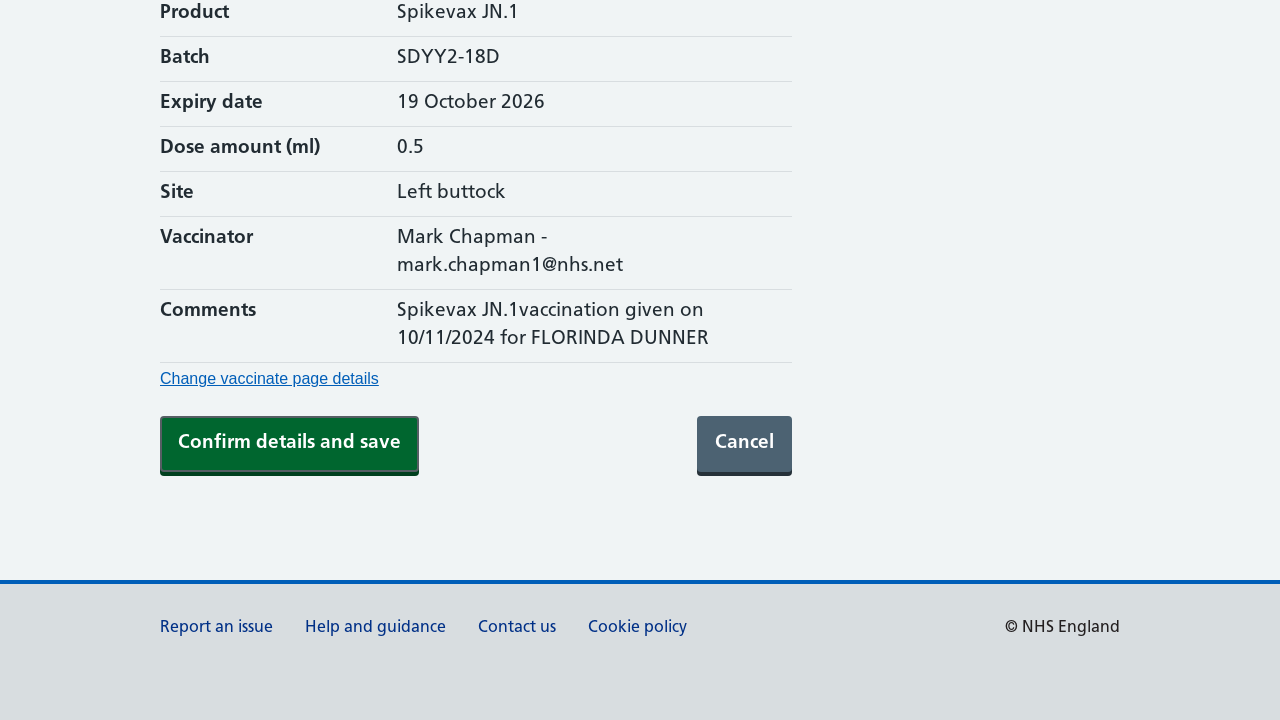 Product Spikevax JN.1
Batch SDYY2-18D
Expiry date 19 October 2026
Dose amount (ml) 0.5
Site Left buttock
Vaccinator Mark Chapman -
mark.chapman1@nhs.net
Comments Spikevax JN.1vaccination given on
10/11/2024 for FLORINDA DUNNER
Change vaccinate page details
Confirm details and save Cancel
Report an issue Help and guidance Contact us Cookie policy © NHS England